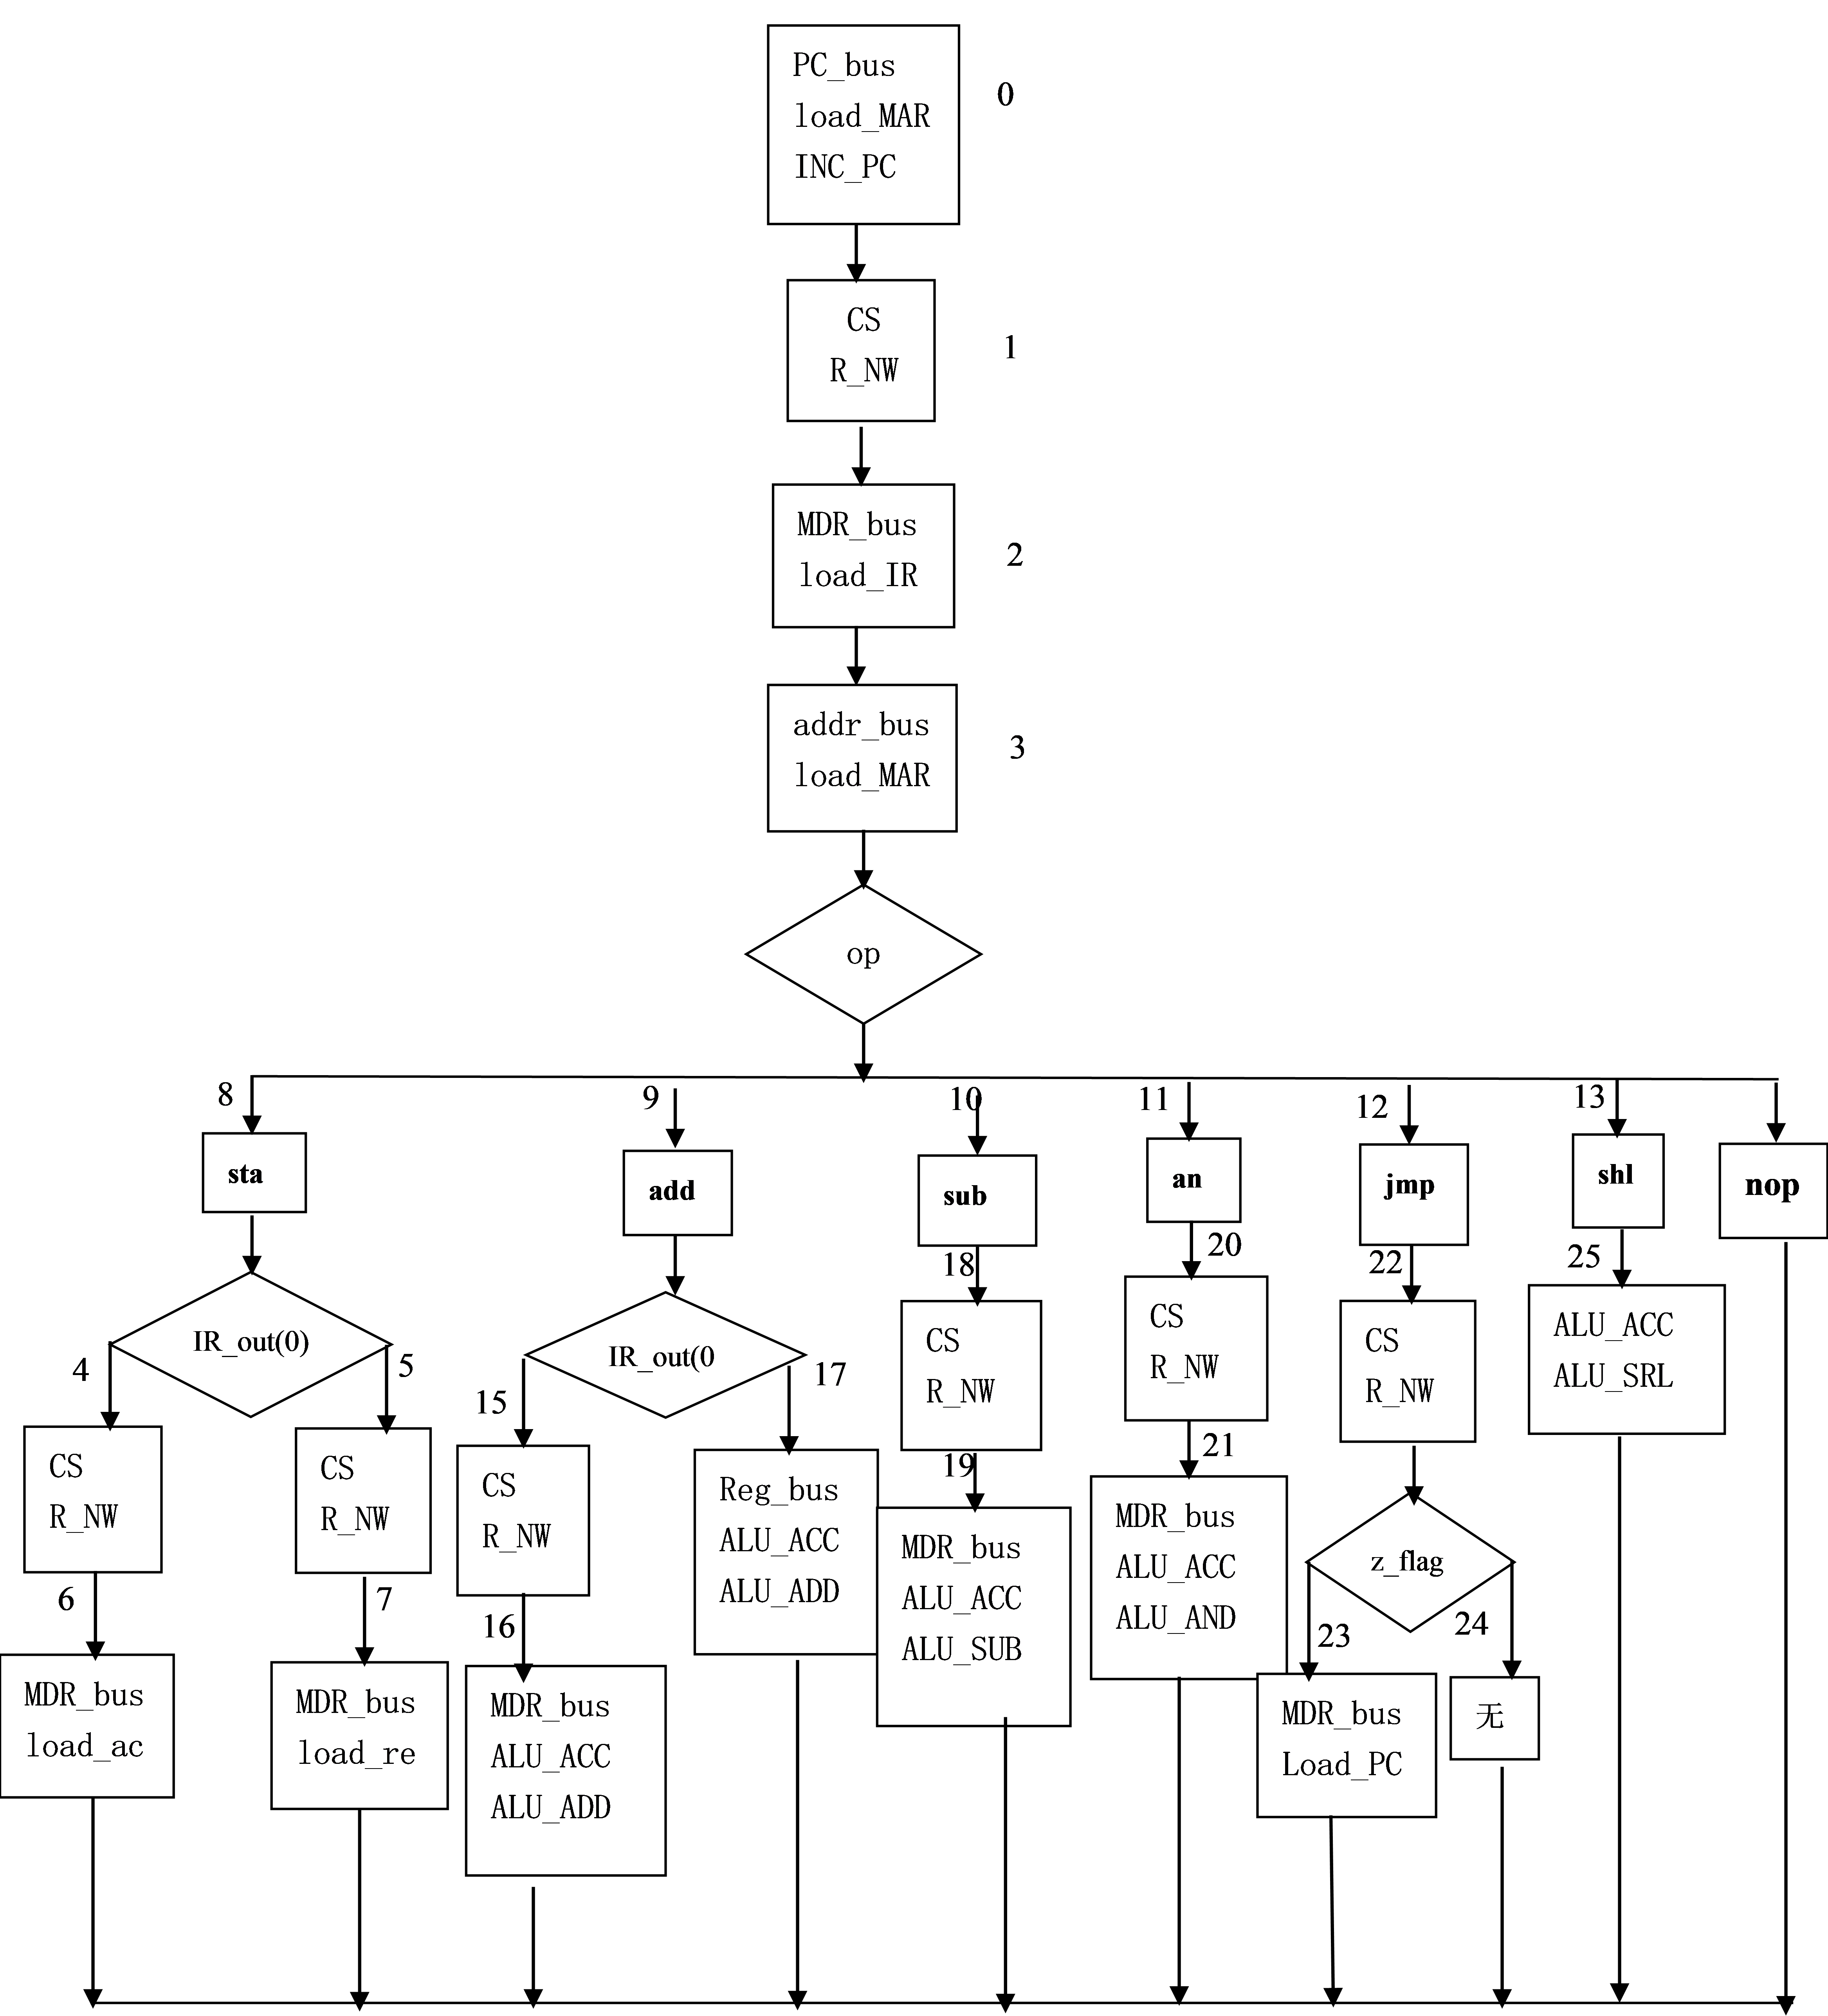 PC_bus
load_MAR
INC_PC
0
CS
R_NW
1
MDR_bus
load_IR
2
addr_bus
load_MAR
3
op
8
9
10
11
12
13
sta
add
sub
an
jmp
shl
nop
IR_out(0)
4
5
CS
R_NW
CS
R_NW
6
7
MDR_bus
load_ac
MDR_bus
load_re
IR_out(0
15
17
CS
R_NW
16
MDR_bus
ALU_ACC
ALU_ADD
Reg_bus
ALU_ACC
ALU_ADD
18
CS
R_NW
19
MDR_bus
ALU_ACC
ALU_SUB
20
CS
R_NW
21
MDR_bus
ALU_ACC
ALU_AND
22
CS
R_NW
z_flag
23
24
MDR_bus
Load_PC
无
25
ALU_ACC
ALU_SRL